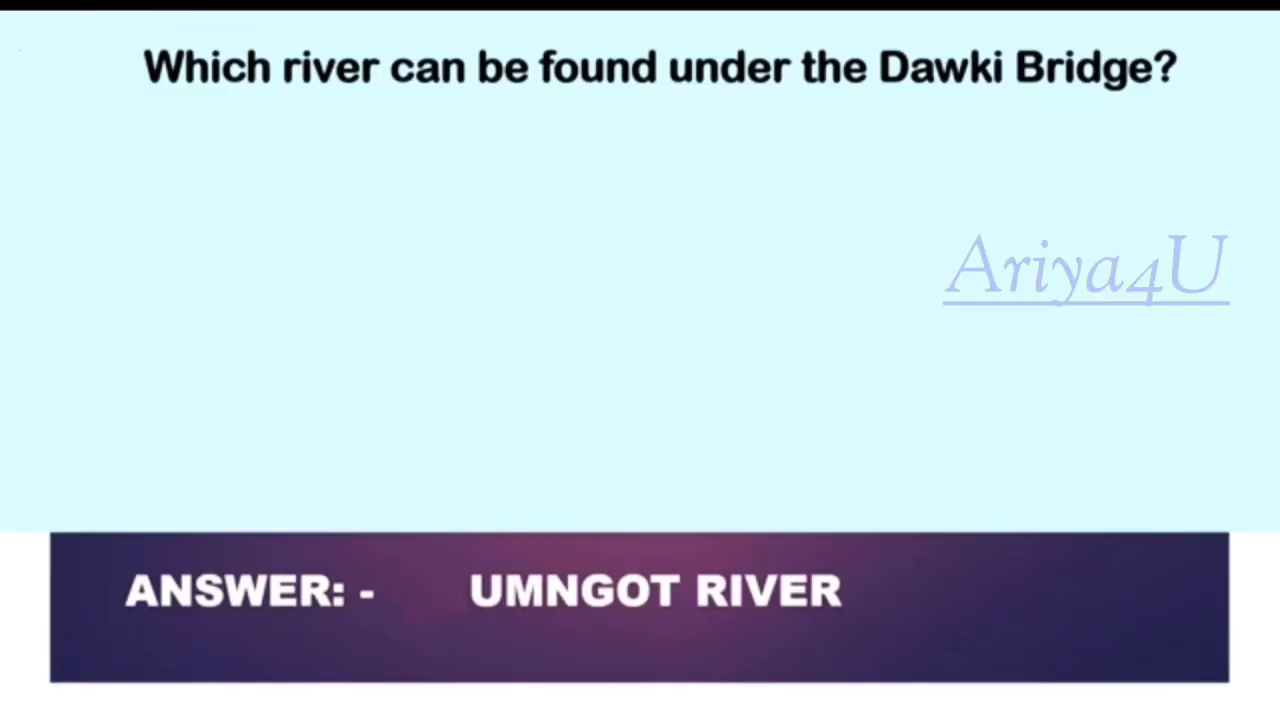 Which river can be found under the Dawki Bridge?
Ariya4U
ANSWER: - UMNGOT RIVER